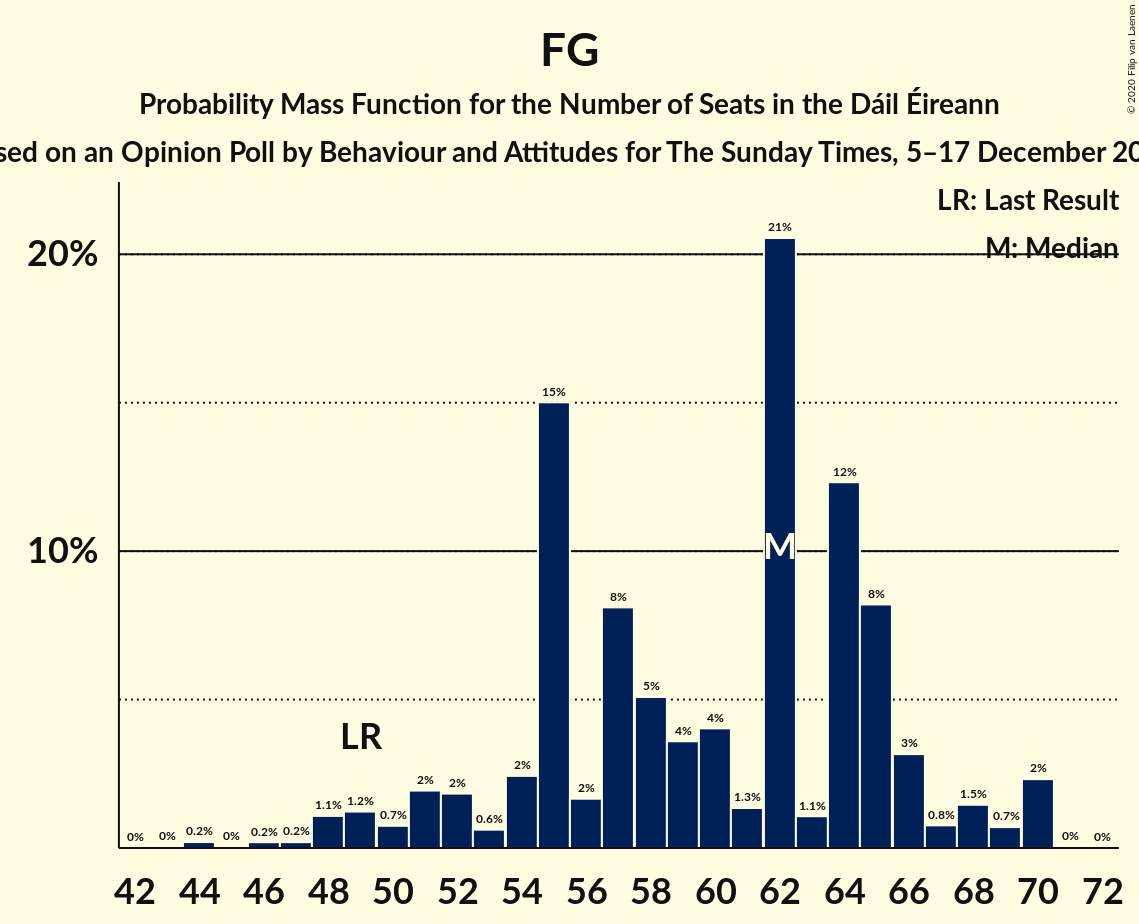 FG
Probability Mass Function for the Number of Seats in the Dáil Éireann
sed on an Opinion Poll by Behaviour and Attitudes for The Sunday Times, 5–17 December 20
© 2020 Filip van Laenen
LR: Last Result
M: Median
20%
10%
0% 0% 0.2% 0% 0.2% 0.2% 1.1% 1.2% 0.7% 2% 2% 0.6% 2% 15% 2% 8% 5% 4% 4% 1.3% 21% 1.1% 12% 8% 3% 0.8% 1.5% 0.7% 2% 0% 0%
LR
M
42 44 46 48 50 52 54 56 58 60 62 64 66 68 70 72